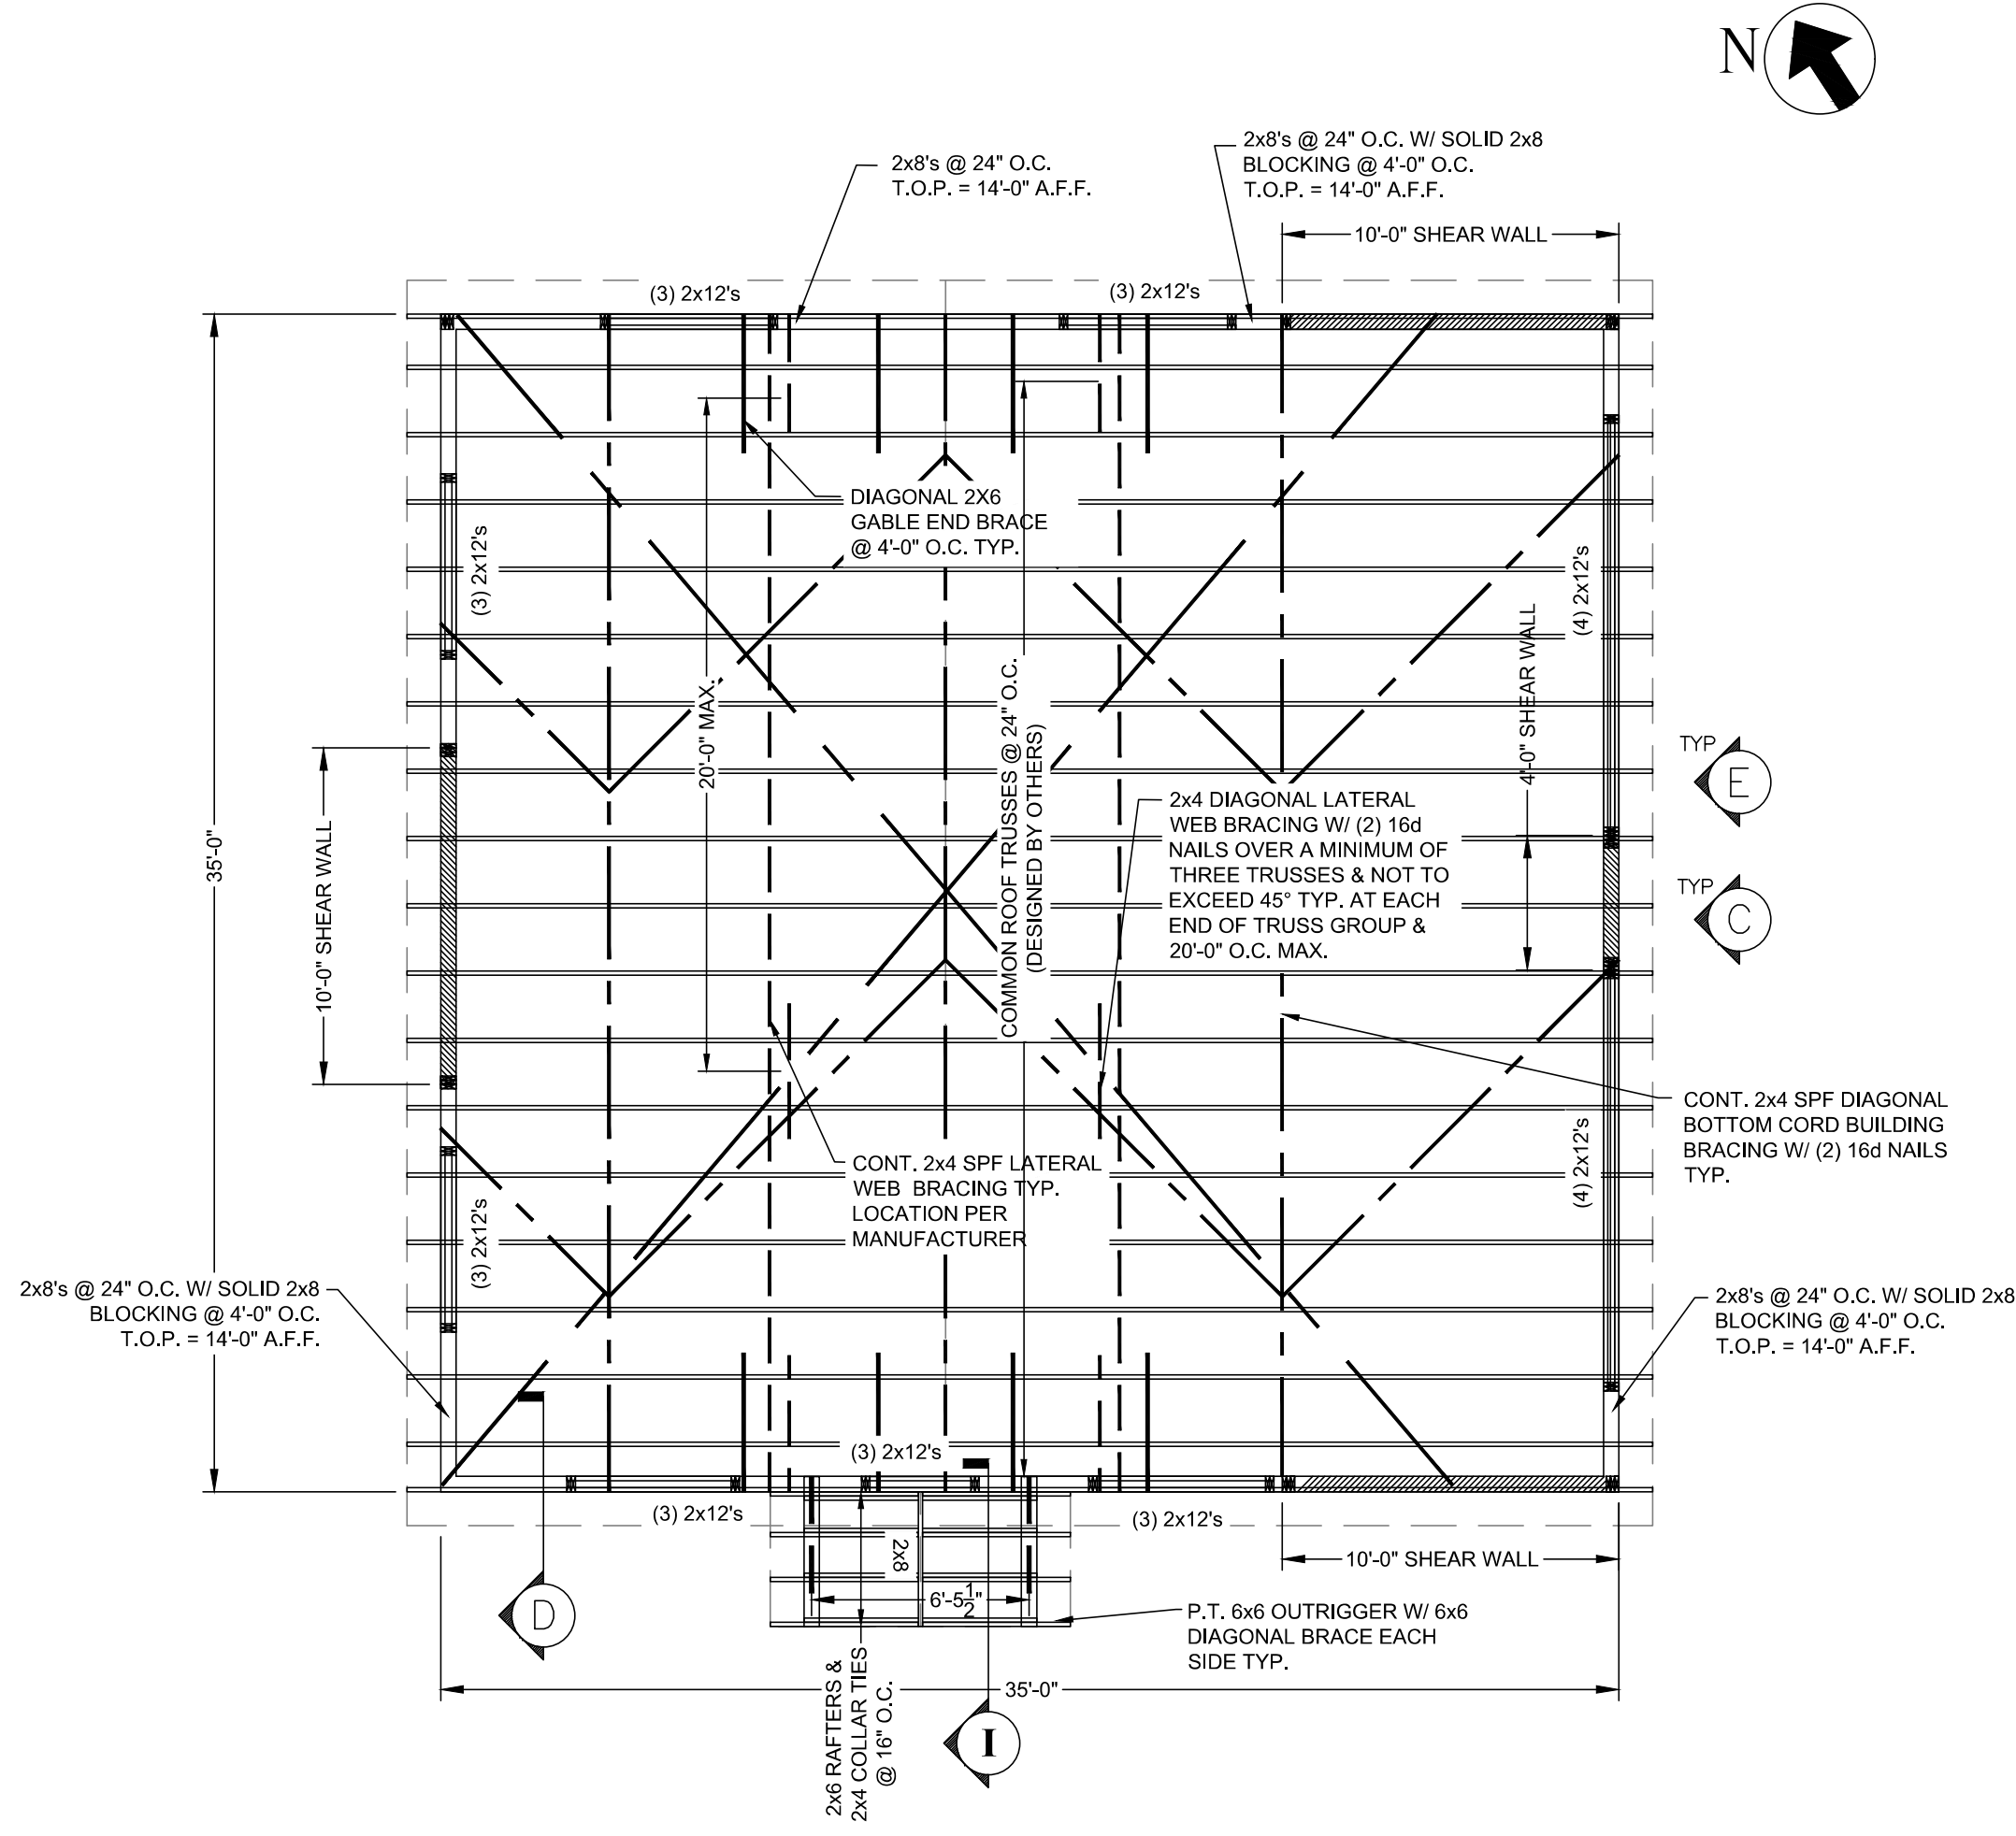 N
2x8's @ 24" O.C.
T.O.P. = 14'-0" A.F.F.
2x8's @ 24" O.C. W/ SOLID 2x8
BLOCKING @ 4'-0" O.C.
T.O.P. = 14'-0" A.F.F.
10'-0" SHEAR WALL
(3) 2x12's
(3) 2x12's
DIAGONAL 2X6
GABLE END BRACE
@ 4'-0" O.C. TYP.
(3) 2x12's
(4) 2x12's
4'-0" SHEAR WALL
20'-0" MAX.
COMMON ROOF TRUSSES @ 24" O.C.
(DESIGNED BY OTHERS)
35'-0"
10'-0" SHEAR WALL
TYP
E
2x4 DIAGONAL LATERAL
WEB BRACING W/ (2) 16d
NAILS OVER A MINIMUM OF
THREE TRUSSES & NOT TO
EXCEED 45° TYP. AT EACH
END OF TRUSS GROUP &
20'-0" O.C. MAX.
TYP
C
CONT. 2x4 SPF DIAGONAL
BOTTOM CORD BUILDING
BRACING W/ (2) 16d NAILS
TYP.
CONT. 2x4 SPF LATERAL
WEB BRACING TYP.
LOCATION PER
MANUFACTURER
(3) 2x12's
(4) 2x12's
2x8's @ 24" O.C. W/ SOLID 2x8
BLOCKING @ 4'-0" O.C.
T.O.P. = 14'-0" A.F.F.
2x8's @ 24" O.C. W/ SOLID 2x8
BLOCKING @ 4'-0" O.C.
T.O.P. = 14'-0" A.F.F.
(3) 2x12's
(3) 2x12's
(3) 2x12's
2x8
10'-0" SHEAR WALL
6'-5 1/2"
D
P.T. 6x6 OUTRIGGER W/ 6x6
DIAGONAL BRACE EACH
SIDE TYP.
35'-0"
2x6 RAFTERS &
2x4 COLLAR TIES
@ 16" O.C.
I